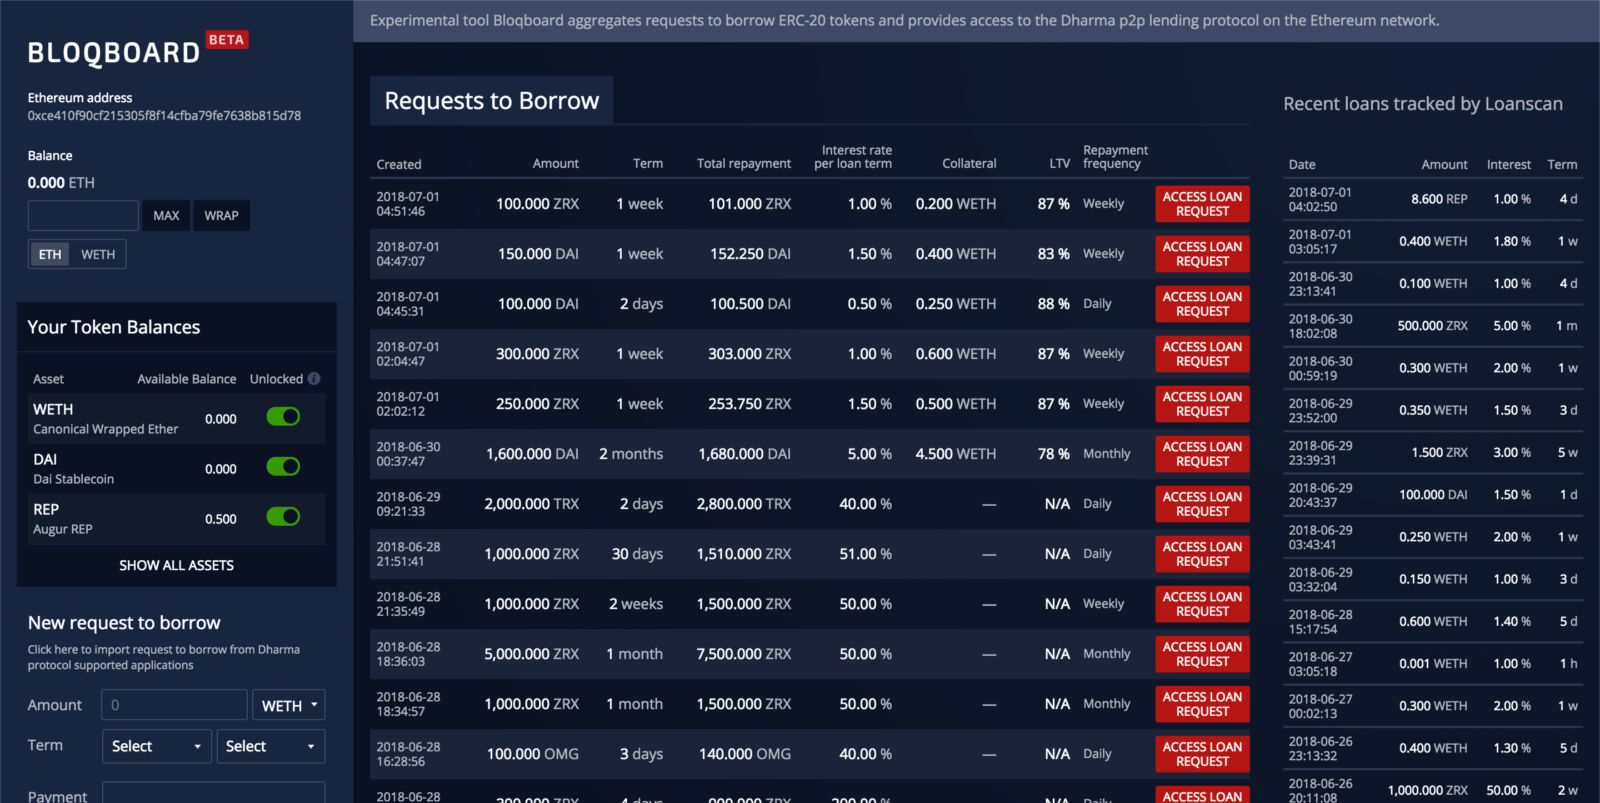 Experimental tool Bloqboard aggregates requests to borrow ERC-20 tokens and provides access to the Dharma p2p lending protocol on the Ethereum network.
BLOQBOARD BETA
Ethereum address
0xce410f90cf215305f8f14cfba79fe7638b815d78
Balance
0.000 ETH
MAX WRAP
ETH WETH
Your Token Balances
Asset Available Balance Unlocked i
WETH
Canonical Wrapped Ether 0.000
DAI
Dai Stablecoin 0.000
REP
Augur REP 0.500
SHOW ALL ASSETS
New request to borrow
Click here to import request to borrow from Dharma
protocol supported applications
Amount 0 WETH
Term Select Select
Payment
Requests to Borrow
Created Amount Term Total repayment Interest rate per loan term Collateral LTV Repayment frequency
2018-07-01 04:51:46 100.000 ZRX 1 week 101.000 ZRX 1.00 % 0.200 WETH 87 % Weekly ACCESS LOAN REQUEST
2018-07-01 04:47:07 150.000 DAI 1 week 152.250 DAI 1.50 % 0.400 WETH 83 % Weekly ACCESS LOAN REQUEST
2018-07-01 04:45:31 100.000 DAI 2 days 100.500 DAI 0.50 % 0.250 WETH 88 % Daily ACCESS LOAN REQUEST
2018-07-01 02:04:47 300.000 ZRX 1 week 303.000 ZRX 1.00 % 0.600 WETH 87 % Weekly ACCESS LOAN REQUEST
2018-07-01 02:02:12 250.000 ZRX 1 week 253.750 ZRX 1.50 % 0.500 WETH 87 % Weekly ACCESS LOAN REQUEST
2018-06-30 00:37:47 1,600.000 DAI 2 months 1,680.000 DAI 5.00 % 4.500 WETH 78 % Monthly ACCESS LOAN REQUEST
2018-06-29 09:21:33 2,000.000 TRX 2 days 2,800.000 TRX 40.00 % — N/A Daily ACCESS LOAN REQUEST
2018-06-28 21:51:41 1,000.000 ZRX 30 days 1,510.000 ZRX 51.00 % — N/A Daily ACCESS LOAN REQUEST
2018-06-28 21:35:49 1,000.000 ZRX 2 weeks 1,500.000 ZRX 50.00 % — N/A Weekly ACCESS LOAN REQUEST
2018-06-28 18:36:03 5,000.000 ZRX 1 month 7,500.000 ZRX 50.00 % — N/A Monthly ACCESS LOAN REQUEST
2018-06-28 18:34:57 1,000.000 ZRX 1 month 1,500.000 ZRX 50.00 % — N/A Monthly ACCESS LOAN REQUEST
2018-06-28 16:28:56 100.000 OMG 3 days 140.000 OMG 40.00 % — N/A Daily ACCESS LOAN REQUEST
2018-06-28 ACCESS LOAN
Recent loans tracked by Loanscan
Date Amount Interest Term
2018-07-01 04:02:50 8.600 REP 1.00 % 4 d
2018-07-01 03:05:17 0.400 WETH 1.80 % 1 w
2018-06-30 23:13:41 0.100 WETH 1.00 % 4 d
2018-06-30 18:02:08 500.000 ZRX 5.00 % 1 m
2018-06-30 00:59:19 0.300 WETH 2.00 % 1 w
2018-06-29 23:52:00 0.350 WETH 1.50 % 3 d
2018-06-29 23:39:31 1.500 ZRX 3.00 % 5 w
2018-06-29 20:43:37 100.000 DAI 1.50 % 1 d
2018-06-29 03:43:41 0.250 WETH 2.00 % 1 w
2018-06-29 03:32:04 0.150 WETH 1.00 % 3 d
2018-06-28 15:17:54 0.600 WETH 1.40 % 5 d
2018-06-27 03:05:18 0.001 WETH 1.00 % 1 h
2018-06-27 00:02:13 0.300 WETH 2.00 % 1 w
2018-06-26 23:13:32 0.400 WETH 1.30 % 5 d
2018-06-26 20:11:08 1,000.000 ZRX 50.00 % 2 w